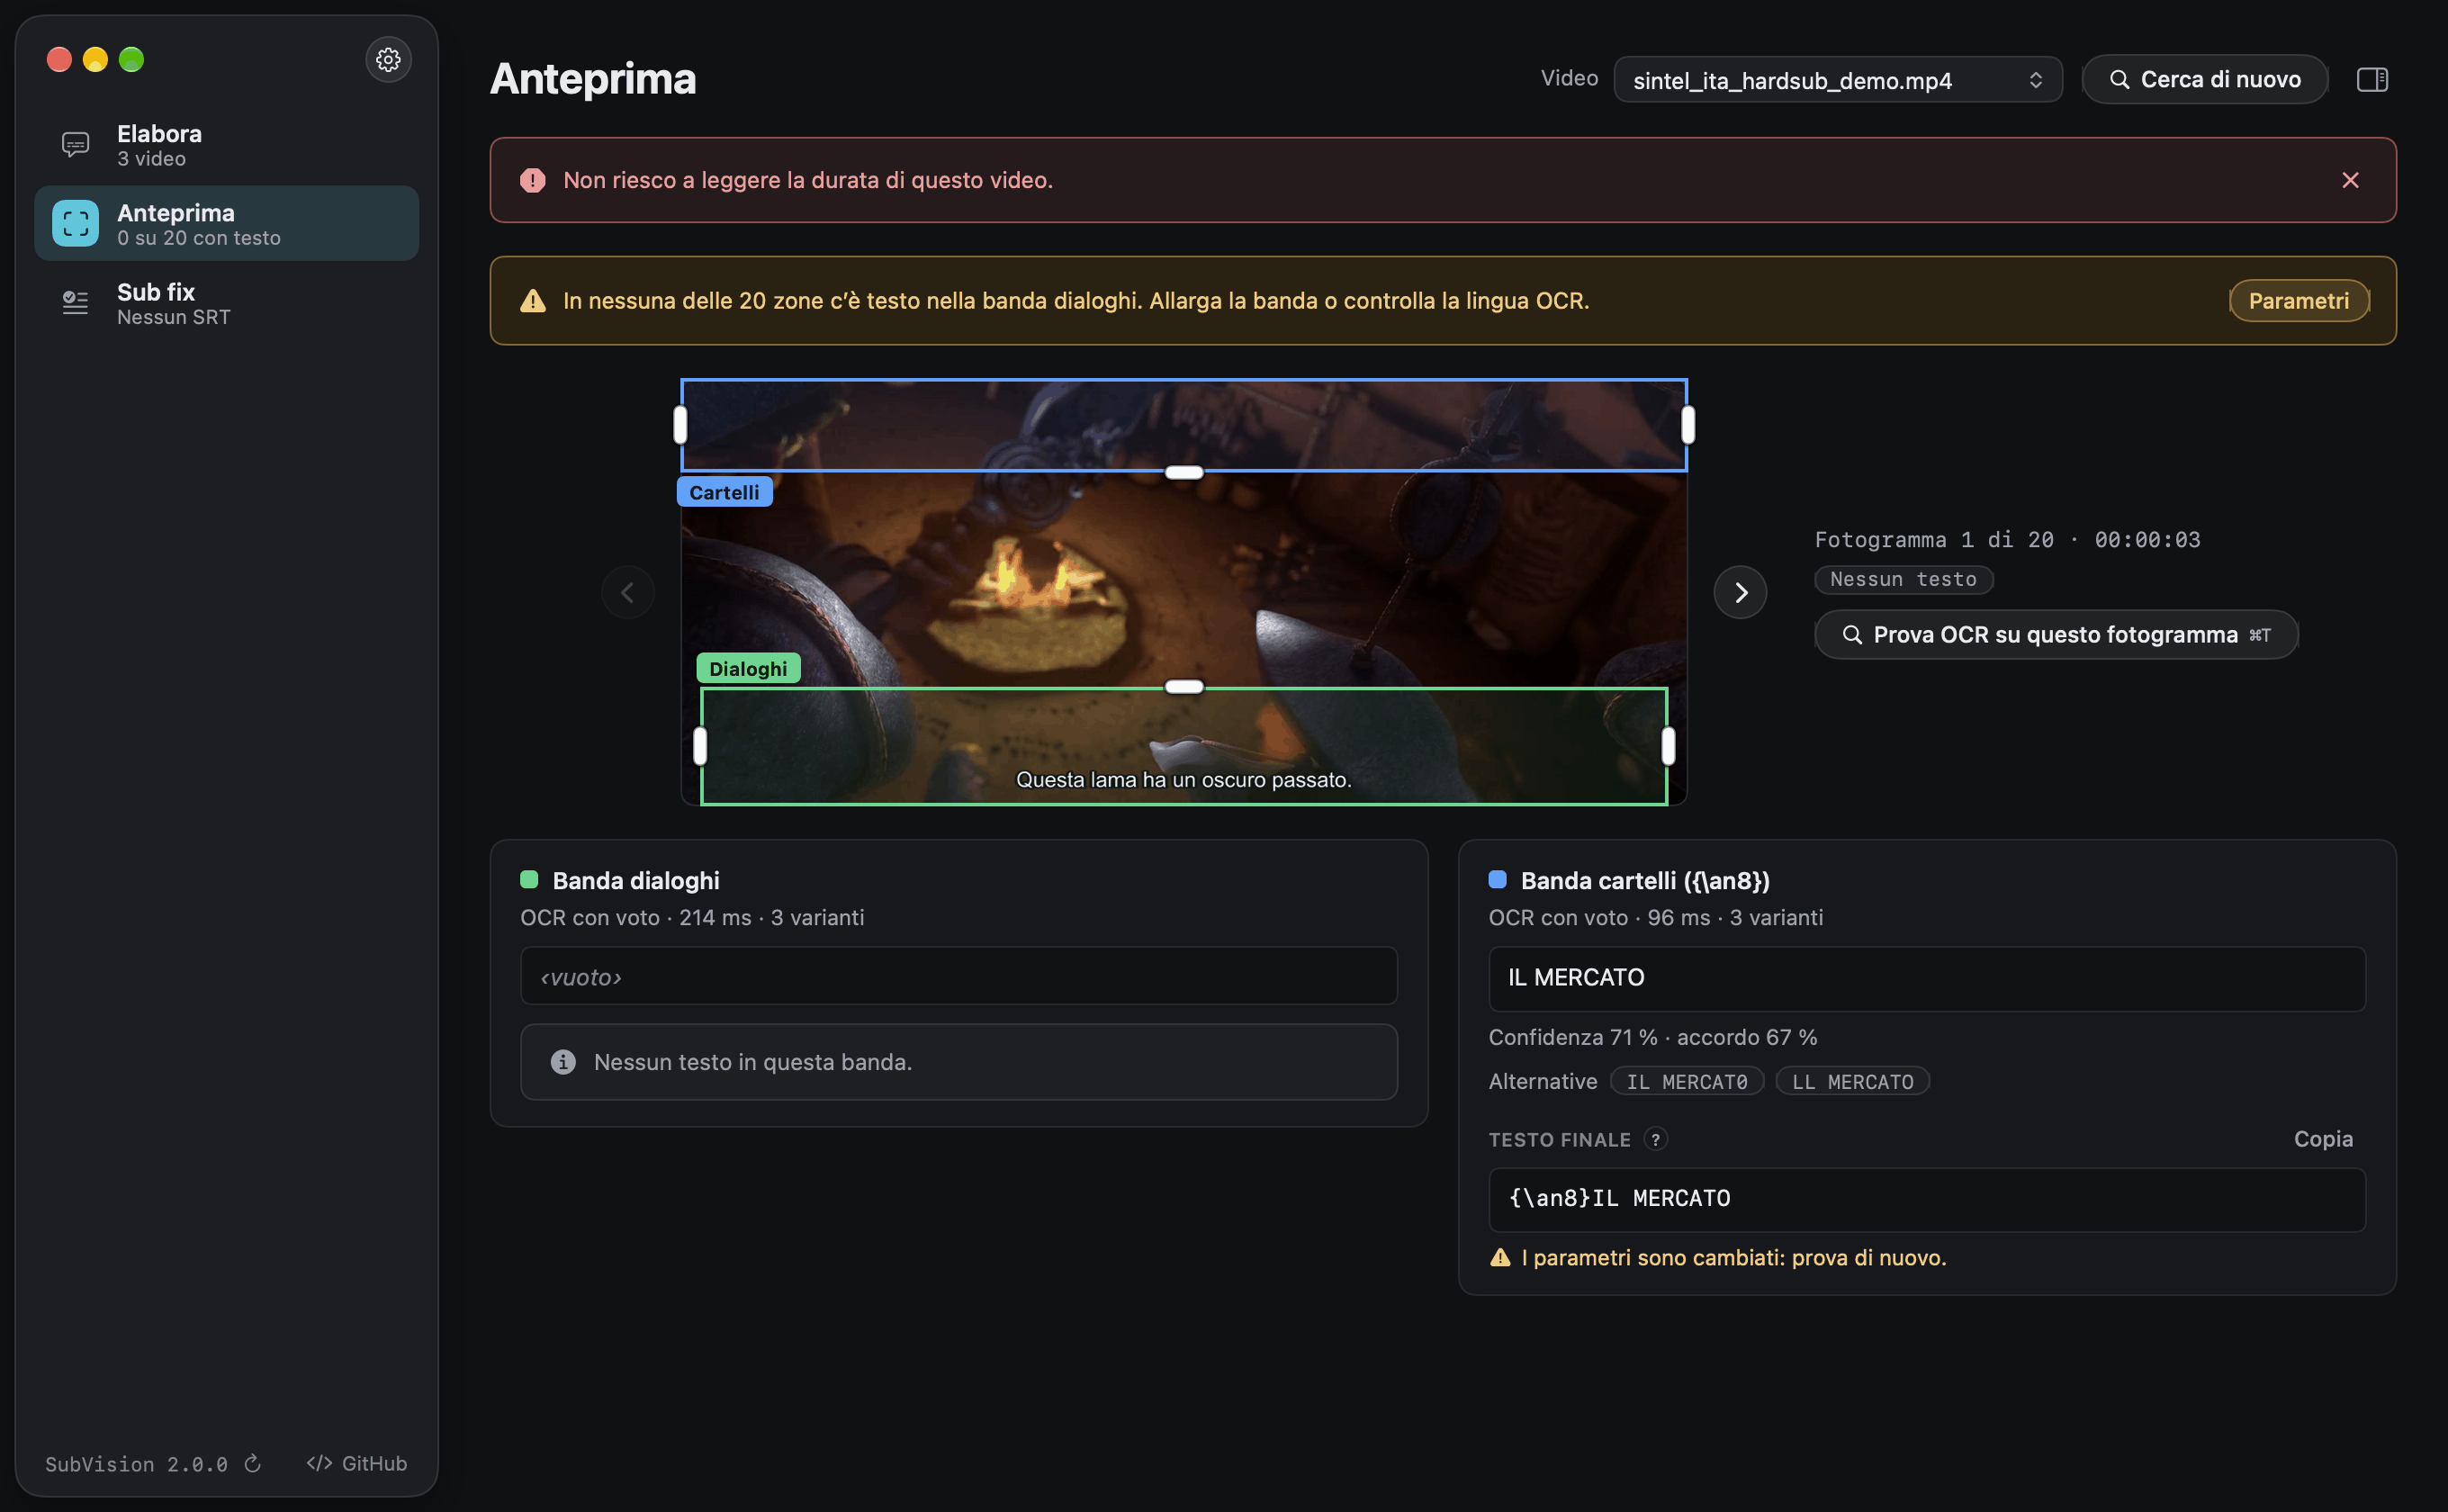 Elabora
3 video
Anteprima
0 su 20 con testo
Sub fix
Nessun SRT
SubVision 2.0.0
</> GitHub
Anteprima
Video
sintel_ita_hardsub_demo.mp4
Cerca di nuovo
Non riesco a leggere la durata di questo video.
In nessuna delle 20 zone c’è testo nella banda dialoghi. Allarga la banda o controlla la lingua OCR.
Parametri
Cartelli
Dialoghi
Questa lama ha un oscuro passato.
Fotogramma 1 di 20 · 00:00:03
Nessun testo
Prova OCR su questo fotogramma ⌘T
Banda dialoghi
OCR con voto · 214 ms · 3 varianti
‹vuoto›
Nessun testo in questa banda.
Banda cartelli ({\an8})
OCR con voto · 96 ms · 3 varianti
IL MERCATO
Confidenza 71 % · accordo 67 %
Alternative IL MERCAT0 LL MERCATO
TESTO FINALE ?
Copia
{\an8}IL MERCATO
I parametri sono cambiati: prova di nuovo.